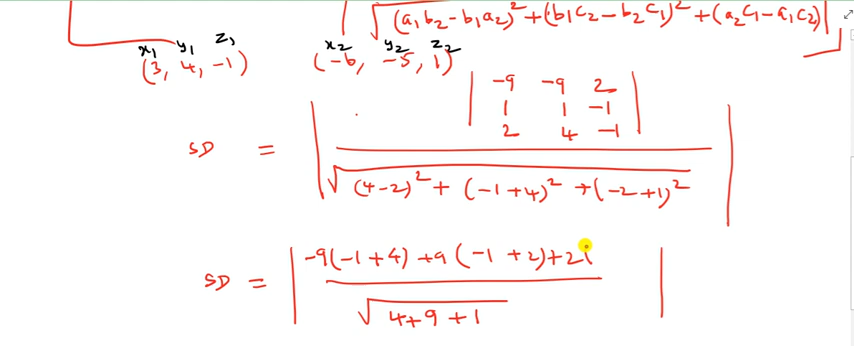 √(a₁b₂-b₁a₂)² + (b₁c₂-b₂c₁)² + (a₂c₁-a₁c₂)
x₁ y₁ z₁ x₂ y₂ z₂
(3, 4, -1) (-6, -5, 1)
| -9 -9 2 |
| 1 1 -1 |
| 2 4 -1 |
SD = | |
√(4-2)² + (-1+4)² + (-2+1)²
-9(-1+4) +9 (-1+2)+2(
SD = | |
√4+9+1